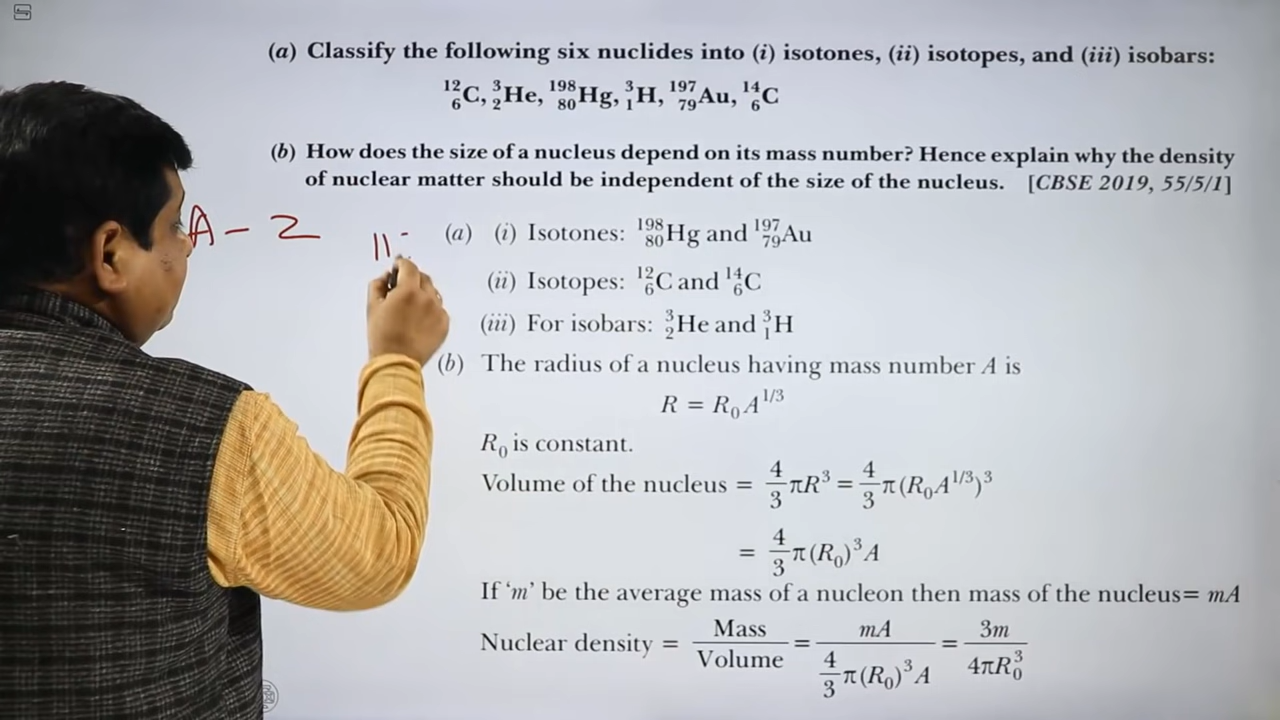 (a) Classify the following six nuclides into (i) isotones, (ii) isotopes, and (iii) isobars:
¹²₆C, ³₂He, ¹⁹⁸₈₀Hg, ³₁H, ¹⁹⁷₇₉Au, ¹⁴₆C
(b) How does the size of a nucleus depend on its mass number? Hence explain why the density
of nuclear matter should be independent of the size of the nucleus. [CBSE 2019, 55/5/1]
A – Z 11
(a) (i) Isotones: ¹⁹⁸₈₀Hg and ¹⁹⁷₇₉Au
(ii) Isotopes: ¹²₆C and ¹⁴₆C
(iii) For isobars: ³₂He and ³₁H
(b) The radius of a nucleus having mass number A is
R = R₀A^{1/3}
R₀ is constant.
Volume of the nucleus = 4/3 πR³ = 4/3 π(R₀A^{1/3})³
= 4/3 π(R₀)³A
If ‘m’ be the average mass of a nucleon then mass of the nucleus= mA
Nuclear density = Mass/Volume = mA/(4/3 π(R₀)³A) = 3m/4πR₀³